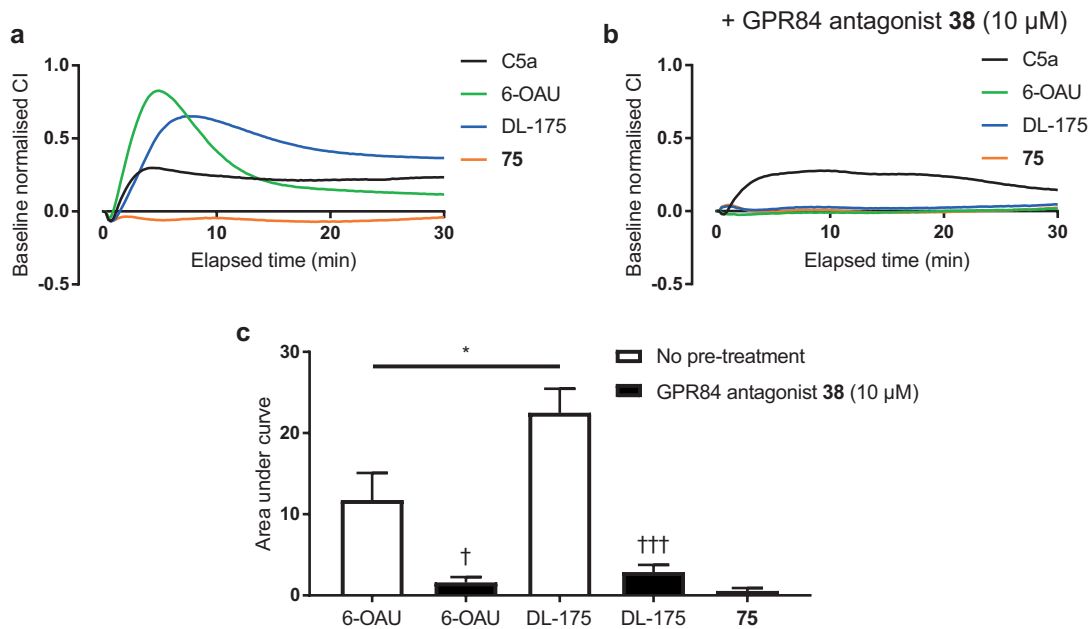 + GPR84 antagonist 38 (10 µM)
a
Baseline normalised CI
1.0
0.5
0.0
-0.5
0
10
20
30
Elapsed time (min)
C5a
6-OAU
DL-175
75
b
Baseline normalised CI
1.0
0.5
0.0
-0.5
0
10
20
30
Elapsed time (min)
C5a
6-OAU
DL-175
75
c
Area under curve
30
20
10
0
*
†
†††
6-OAU
6-OAU
DL-175
DL-175
75
No pre-treatment
GPR84 antagonist 38 (10 µM)